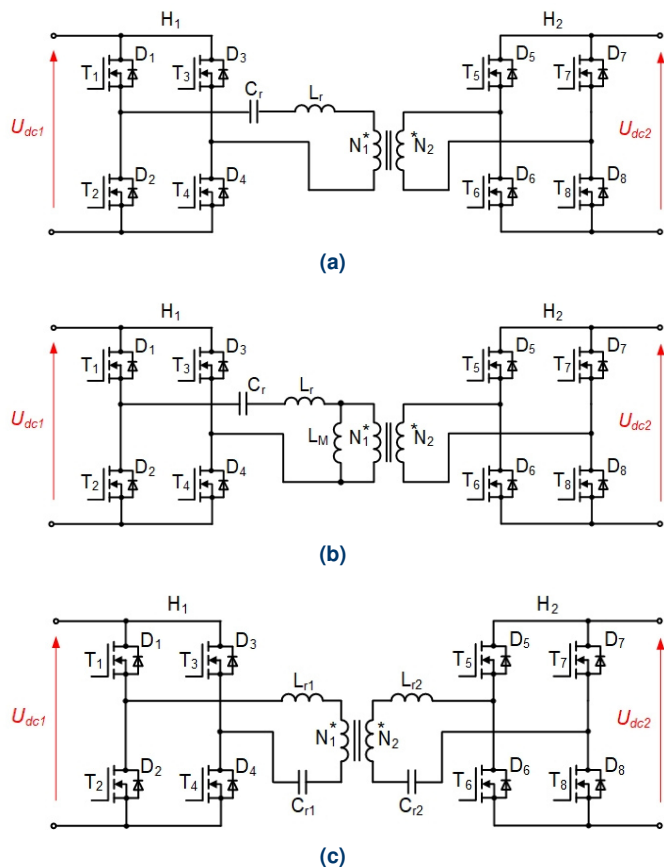 H1 H2
D1 D3 D5 D7
T1 T3 T5 T7
Cr Lr
Udc1 N1* *N2 Udc2
D2 D4 D6 D8
T2 T4 T6 T8
(a)
H1 H2
D1 D3 D5 D7
T1 T3 T5 T7
Cr Lr
Udc1 LM N1* *N2 Udc2
D2 D4 D6 D8
T2 T4 T6 T8
(b)
H1 H2
D1 D3 D5 D7
T1 T3 T5 T7
Lr1 Lr2
Udc1 N1* *N2 Udc2
D2 D4 D6 D8
T2 T4 T6 T8
Cr1 Cr2
(c)